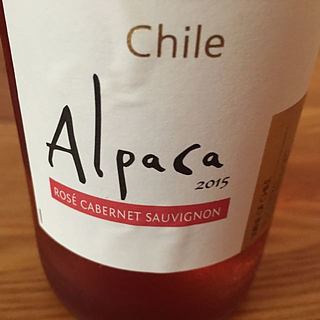 Chile
Alpaca
2015
ROSÉ CABERNET SAUVIGNON